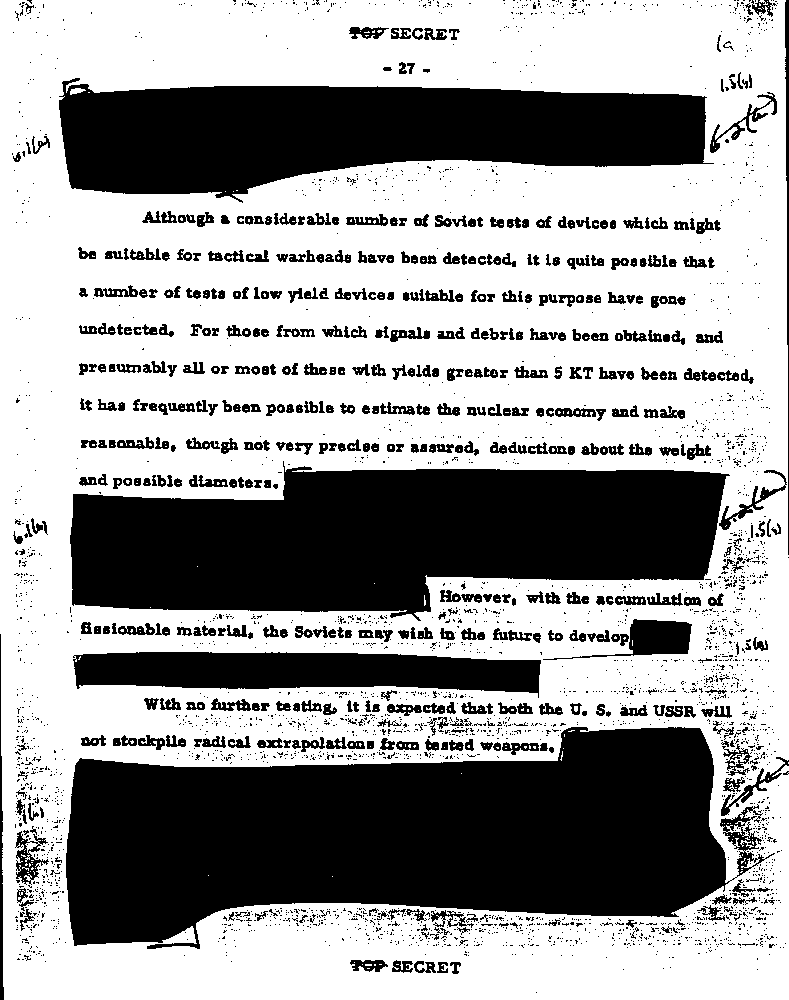 TOP SECRET
1a
- 27 -
1.5(a)
6.2(a)
6.1(a)
Although a considerable number of Soviet tests of devices which might
be suitable for tactical warheads have been detected, it is quite possible that
a number of tests of low yield devices suitable for this purpose have gone
undetected. For those from which signals and debris have been obtained, and
presumably all or most of these with yields greater than 5 KT have been detected,
it has frequently been possible to estimate the nuclear economy and make
reasonable, though not very precise or assured, deductions about the weight
and possible diameters.
6.2(a)
6.1(a)
1.5(a)
However, with the accumulation of
fissionable material, the Soviets may wish in the future to develop
1.5(a)
With no further testing, it is expected that both the U. S. and USSR will
not stockpile radical extrapolations from tested weapons.
6.2(a)
.1(a)
TOP SECRET